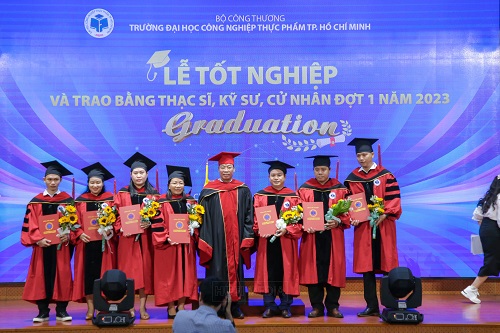 BỘ CÔNG THƯƠNG
TRƯỜNG ĐẠI HỌC CÔNG NGHIỆP THỰC PHẨM TP. HỒ CHÍ MINH
LỄ TỐT NGHIỆP
VÀ TRAO BẰNG THẠC SĨ, KỸ SƯ, CỬ NHÂN ĐỢT 1 NĂM 2023
Graduation